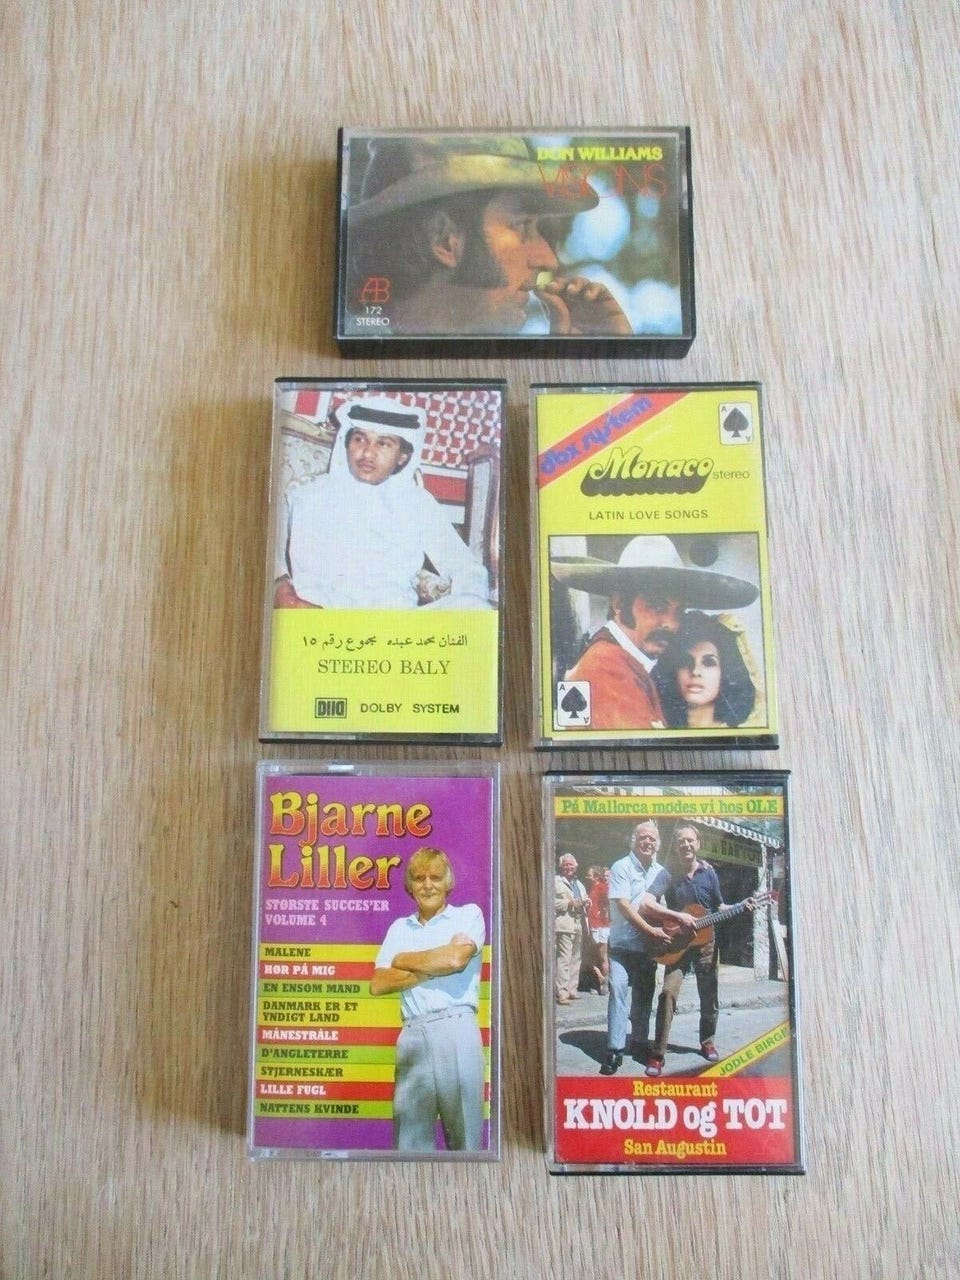 DON WILLIAMS
VISIONS
AB
172
STEREO
الفنان محمد عبده مجموع رقم ١٥
STEREO BALY
DOLBY SYSTEM
A
dbx system
Monaco stereo
LATIN LOVE SONGS
A
A
A
Bjarne
Liller
STØRSTE SUCCES'ER
VOLUME 4
MALENE
HØR PÅ MIG
EN ENSOM MAND
DANMARK ER ET
YNDIGT LAND
MÅNESTRÅLE
D'ANGLETERRE
STJERNESKÆR
LILLE FUGL
NATTENS KVINDE
På Mallorca mødes vi hos OLE
JODLE BIRGE
Restaurant
KNOLD og TOT
San Augustin